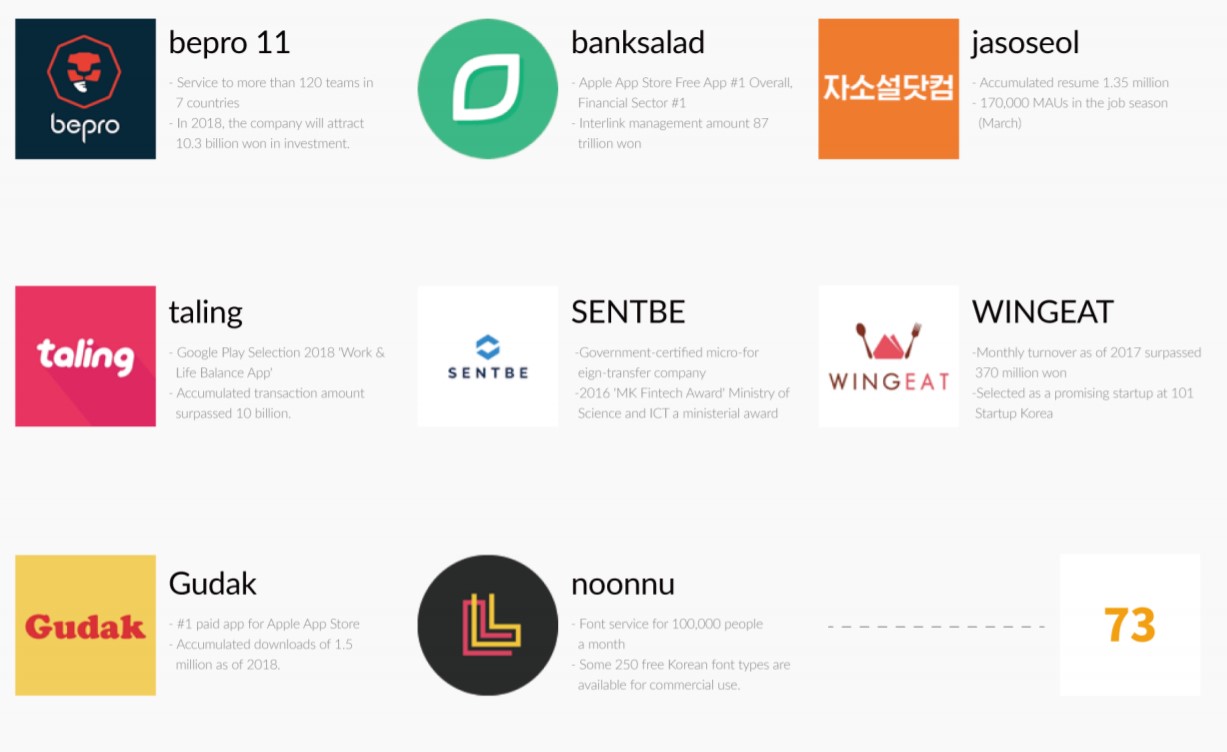 bepro
bepro 11
- Service to more than 120 teams in
7 countries
- In 2018, the company will attract
10.3 billion won in investment.
banksalad
- Apple App Store Free App #1 Overall,
Financial Sector #1
- Interlink management amount 87
trillion won
자소설닷컴
jasoseol
- Accumulated resume 1.35 million
- 170,000 MAUs in the job season
(March)
taling
taling
- Google Play Selection 2018 'Work &
Life Balance App'
- Accumulated transaction amount
surpassed 10 billion.
SENTBE
SENTBE
-Government-certified micro-for
eign-transfer company
-2016 'MK Fintech Award' Ministry of
Science and ICT a ministerial award
WINGEAT
WINGEAT
-Monthly turnover as of 2017 surpassed
370 million won
-Selected as a promising startup at 101
Startup Korea
Gudak
Gudak
- #1 paid app for Apple App Store
- Accumulated downloads of 1.5
million as of 2018.
noonnu
- Font service for 100,000 people
a month
- Some 250 free Korean font types are
available for commercial use.
73